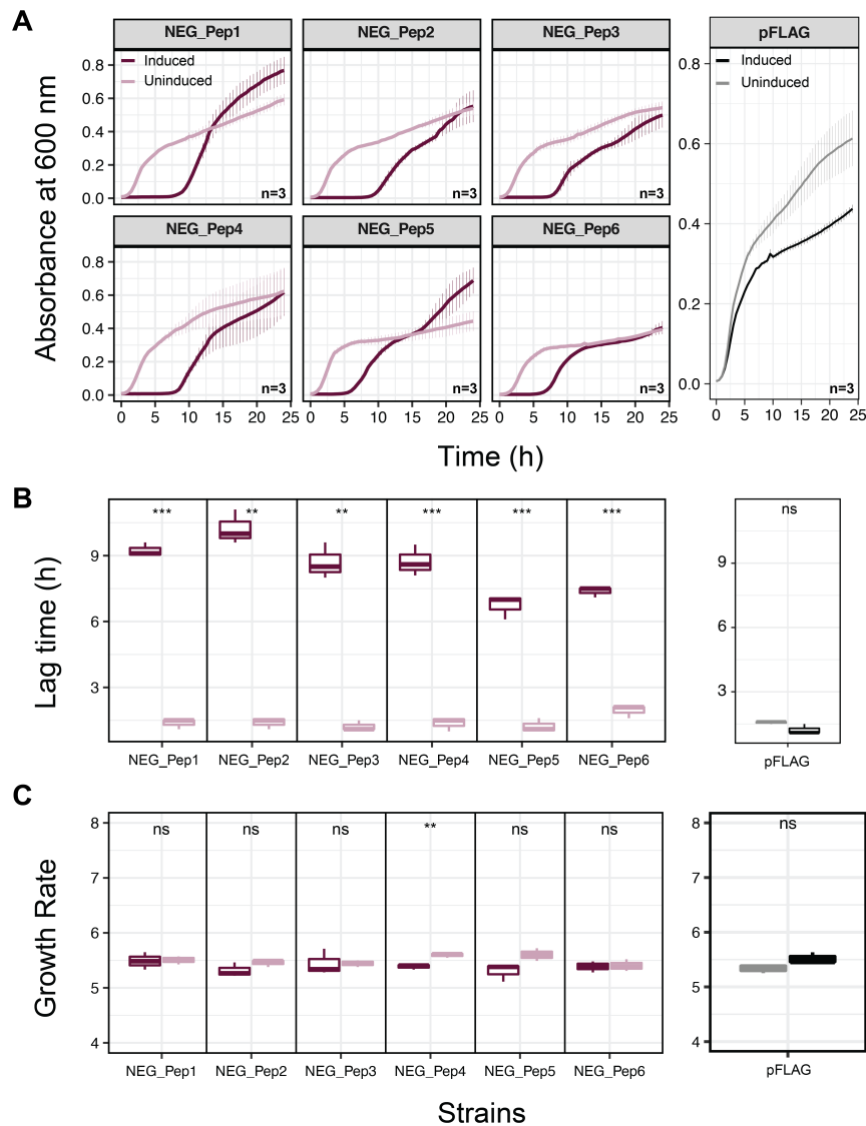 A
NEG_Pep1 NEG_Pep2 NEG_Pep3 pFLAG
Induced
Uninduced
Induced
Uninduced
0.8
0.6
0.4
0.2
0.0
n=3 n=3 n=3
0.8
0.6
0.4
0.2
0.0
n=3
NEG_Pep4 NEG_Pep5 NEG_Pep6
0.8
0.6
0.4
0.2
0.0
n=3 n=3 n=3
0 5 10 15 20 25 0 5 10 15 20 25 0 5 10 15 20 25 0 5 10 15 20 25
Absorbance at 600 nm
Time (h)
B
*** ** ** *** *** *** ns
9
6
3
9
6
3
Lag time (h)
NEG_Pep1 NEG_Pep2 NEG_Pep3 NEG_Pep4 NEG_Pep5 NEG_Pep6 pFLAG
C
ns ns ns ** ns ns ns
8
7
6
5
4
8
7
6
5
4
Growth Rate
NEG_Pep1 NEG_Pep2 NEG_Pep3 NEG_Pep4 NEG_Pep5 NEG_Pep6 pFLAG
Strains